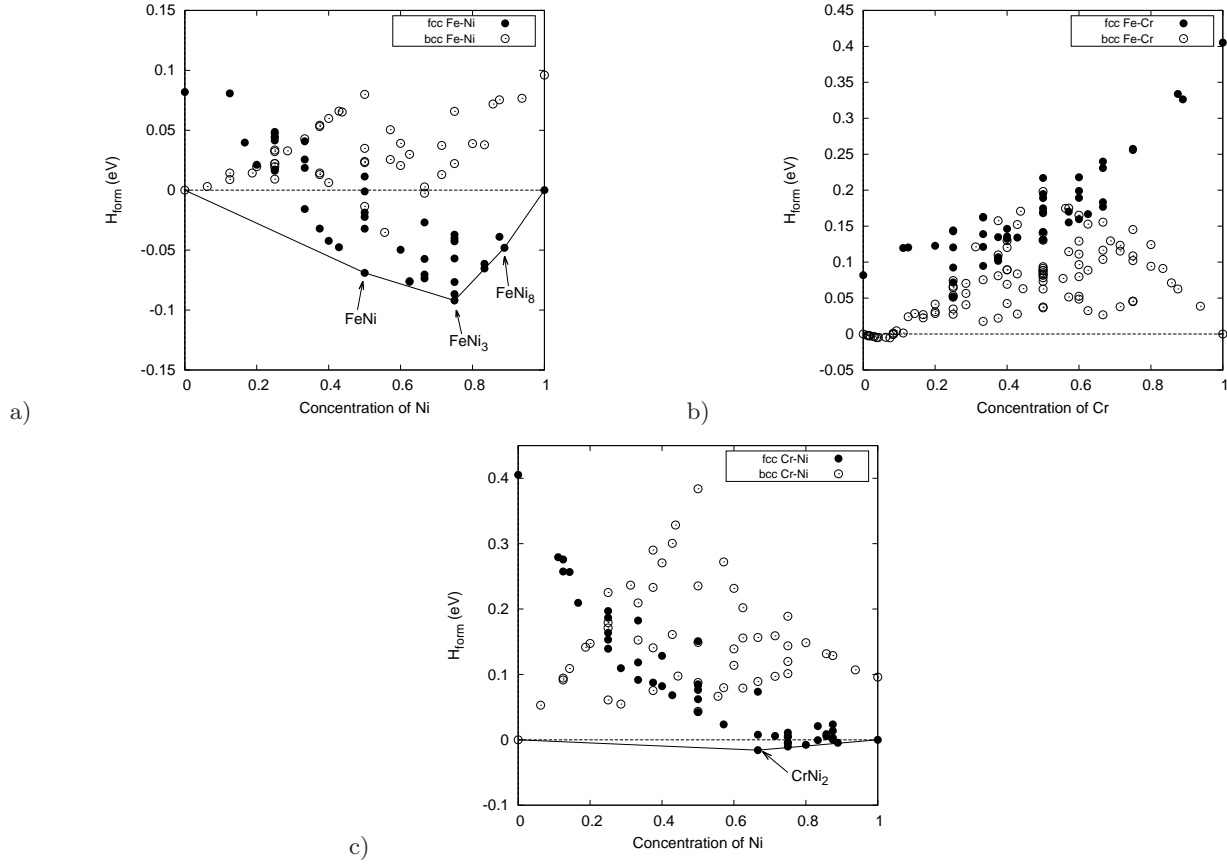 fcc Fe-Ni
bcc Fe-Ni
0.1
0.05
0
-0.05
-0.1
-0.15
H_form (eV)
FeNi
FeNi₃
FeNi₈
0 0.2 0.4 0.6 0.8 1
Concentration of Ni
a)
fcc Fe-Cr
bcc Fe-Cr
0.45
0.4
0.35
0.3
0.25
0.2
0.15
0.1
0.05
0
-0.05
H_form (eV)
0 0.2 0.4 0.6 0.8 1
Concentration of Cr
b)
fcc Cr-Ni
bcc Cr-Ni
0.4
0.3
0.2
0.1
0
-0.1
H_form (eV)
CrNi₂
0 0.2 0.4 0.6 0.8 1
Concentration of Ni
c)